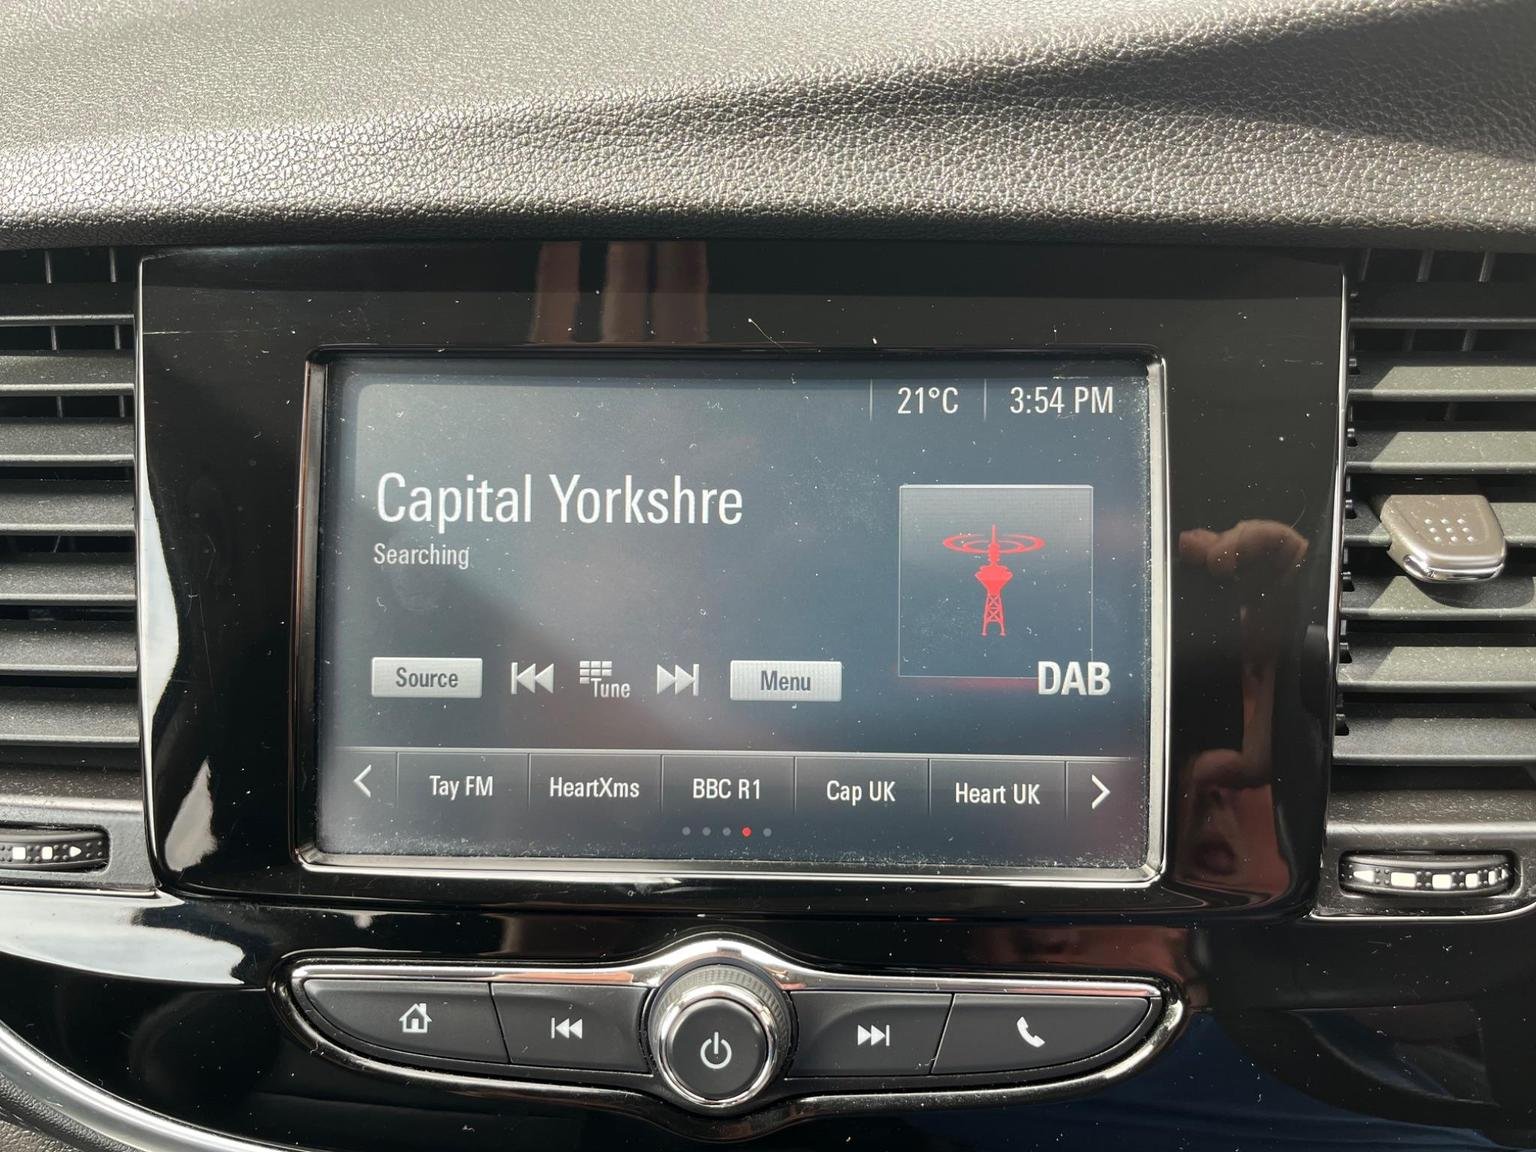 21°C 3:54 PM
Capital Yorkshre
Searching
Source Tune Menu
DAB
Tay FM HeartXms BBC R1 Cap UK Heart UK